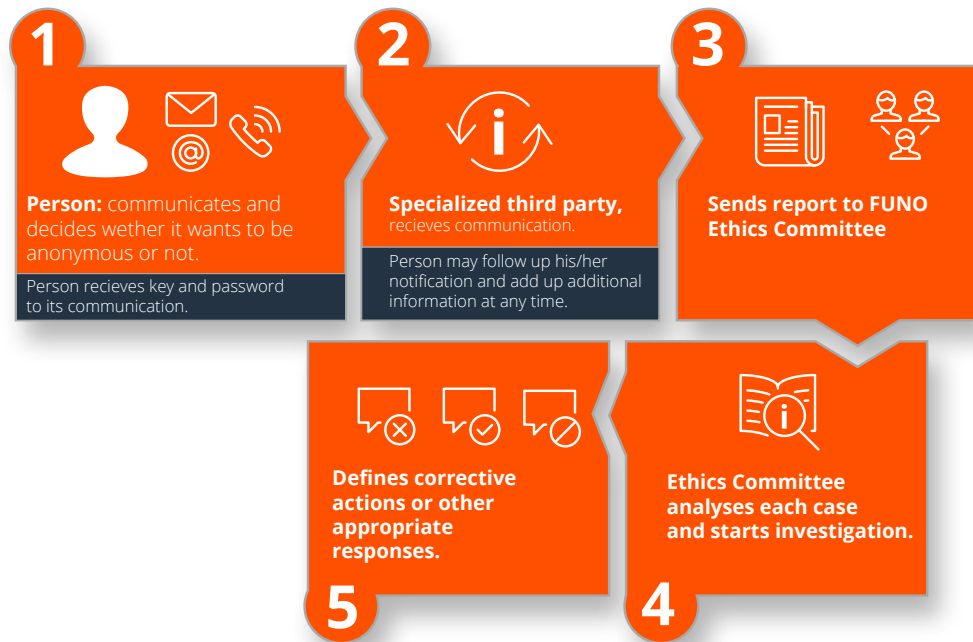 1
Person: communicates and
decides wether it wants to be
anonymous or not.
Person recieves key and password
to its communication.
2
Specialized third party,
recieves communication.
Person may follow up his/her
notification and add up additional
information at any time.
3
Sends report to FUNO
Ethics Committee
4
Ethics Committee
analyses each case
and starts investigation.
5
Defines corrective
actions or other
appropriate
responses.